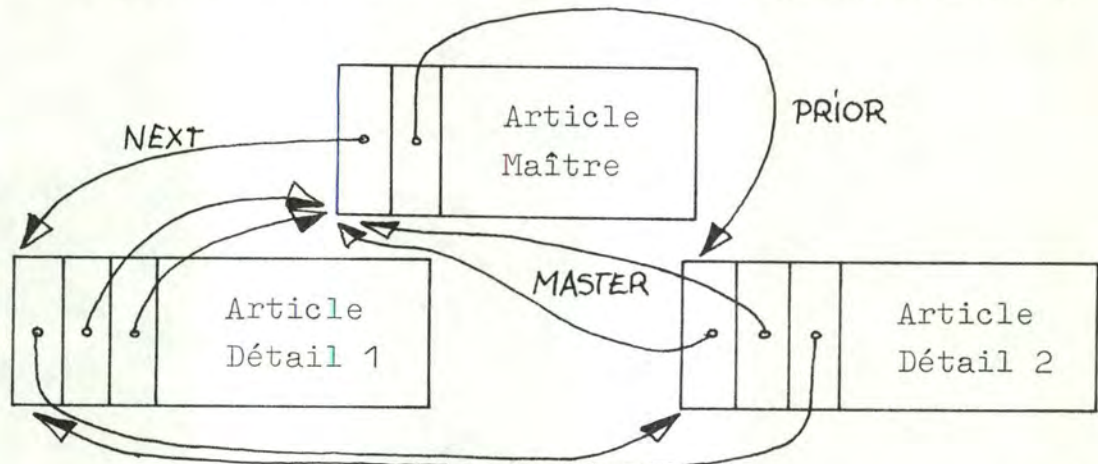 Article
Maître
PRIOR
NEXT
MASTER
Article
Détail 1
Article
Détail 2